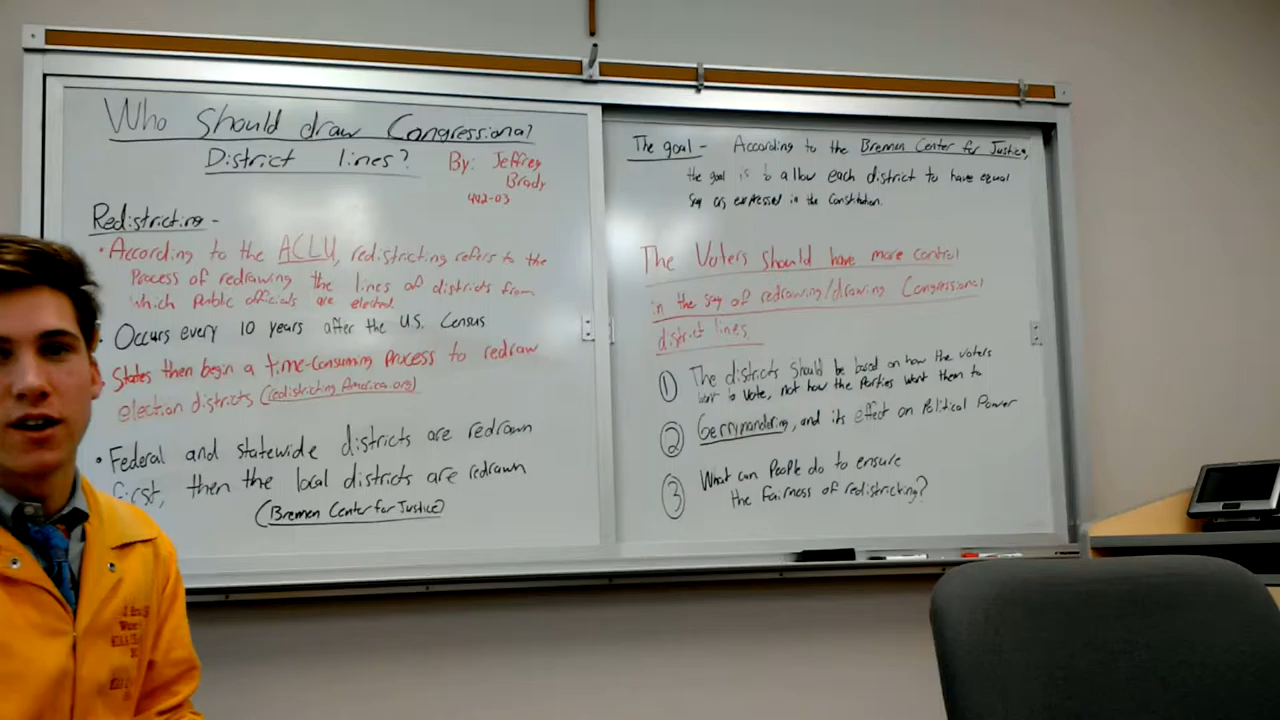 Who should draw Congressional
District lines?
By: Jeffrey
Brady
442-03
Redistricting -
• According to the ACLU, redistricting refers to the
Process of redrawing the lines of districts from
which Public officials are elected.
• Occurs every 10 years after the U.S. Census
States then begin a time-consuming Process to redraw
election districts (redistricting America.org)
• Federal and statewide districts are redrawn
first, then the local districts are redrawn
(Bremen Center for Justice)
The goal - According to the Bremen Center for Justice,
the goal is to allow each district to have equal
say as expressed in the Constitution.
The Voters should have more control
in the say of redrawing/drawing Congressional
district lines.
① The districts should be based on how the voters
want to vote, not how the Parties want them to
② Gerrymandering, and its effect on Political Power
③ What can People do to ensure
the fairness of redistricting?